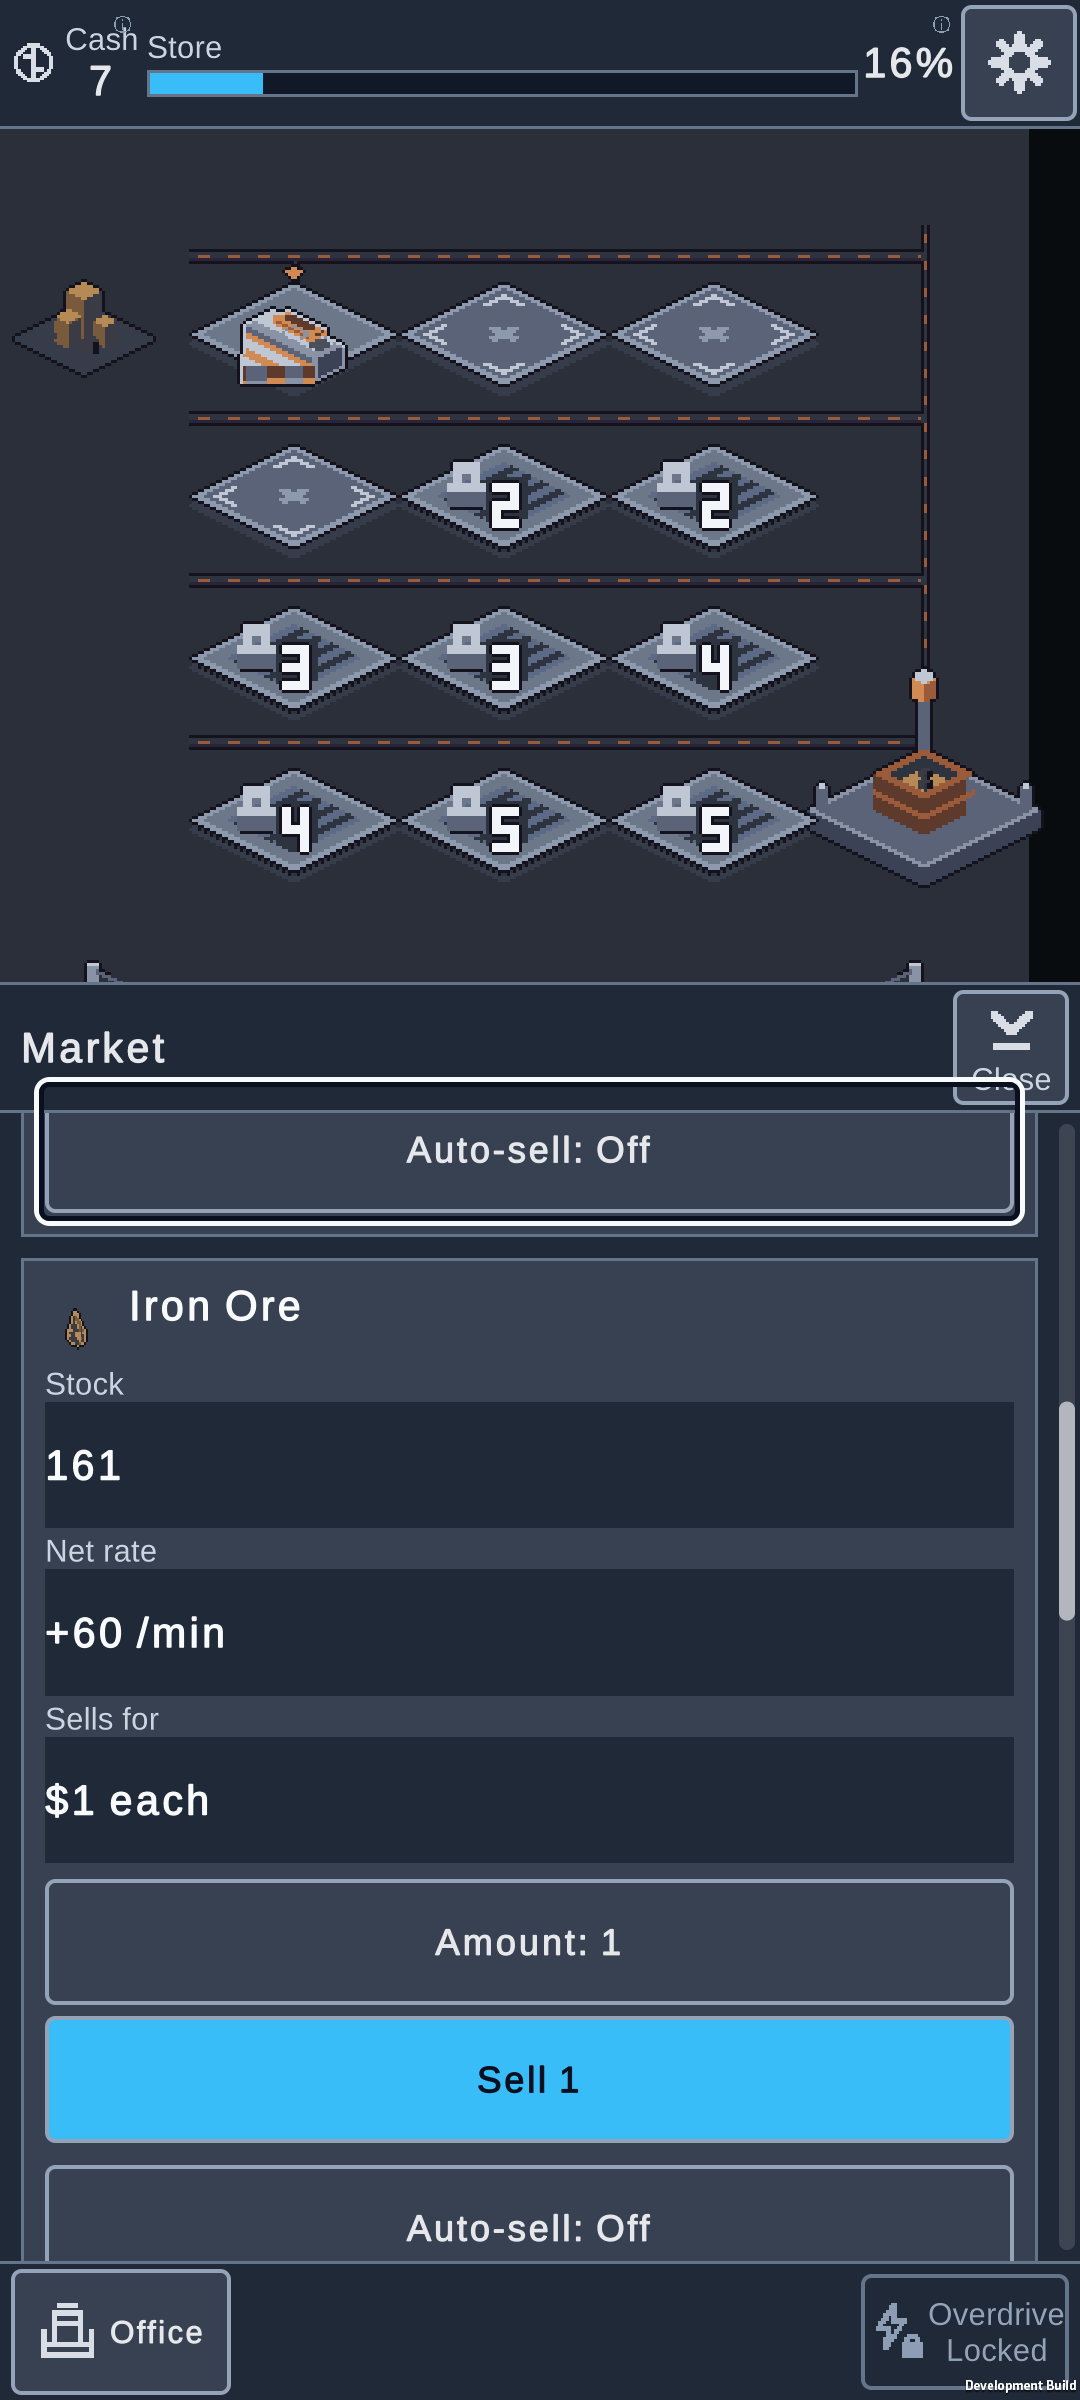 Cash
7
Store
16%
2
2
3
3
4
4
5
5
Market
Close
Auto-sell: Off
Iron Ore
Stock
161
Net rate
+60 /min
Sells for
$1 each
Amount: 1
Sell 1
Auto-sell: Off
Office
Overdrive
Locked
Development Build